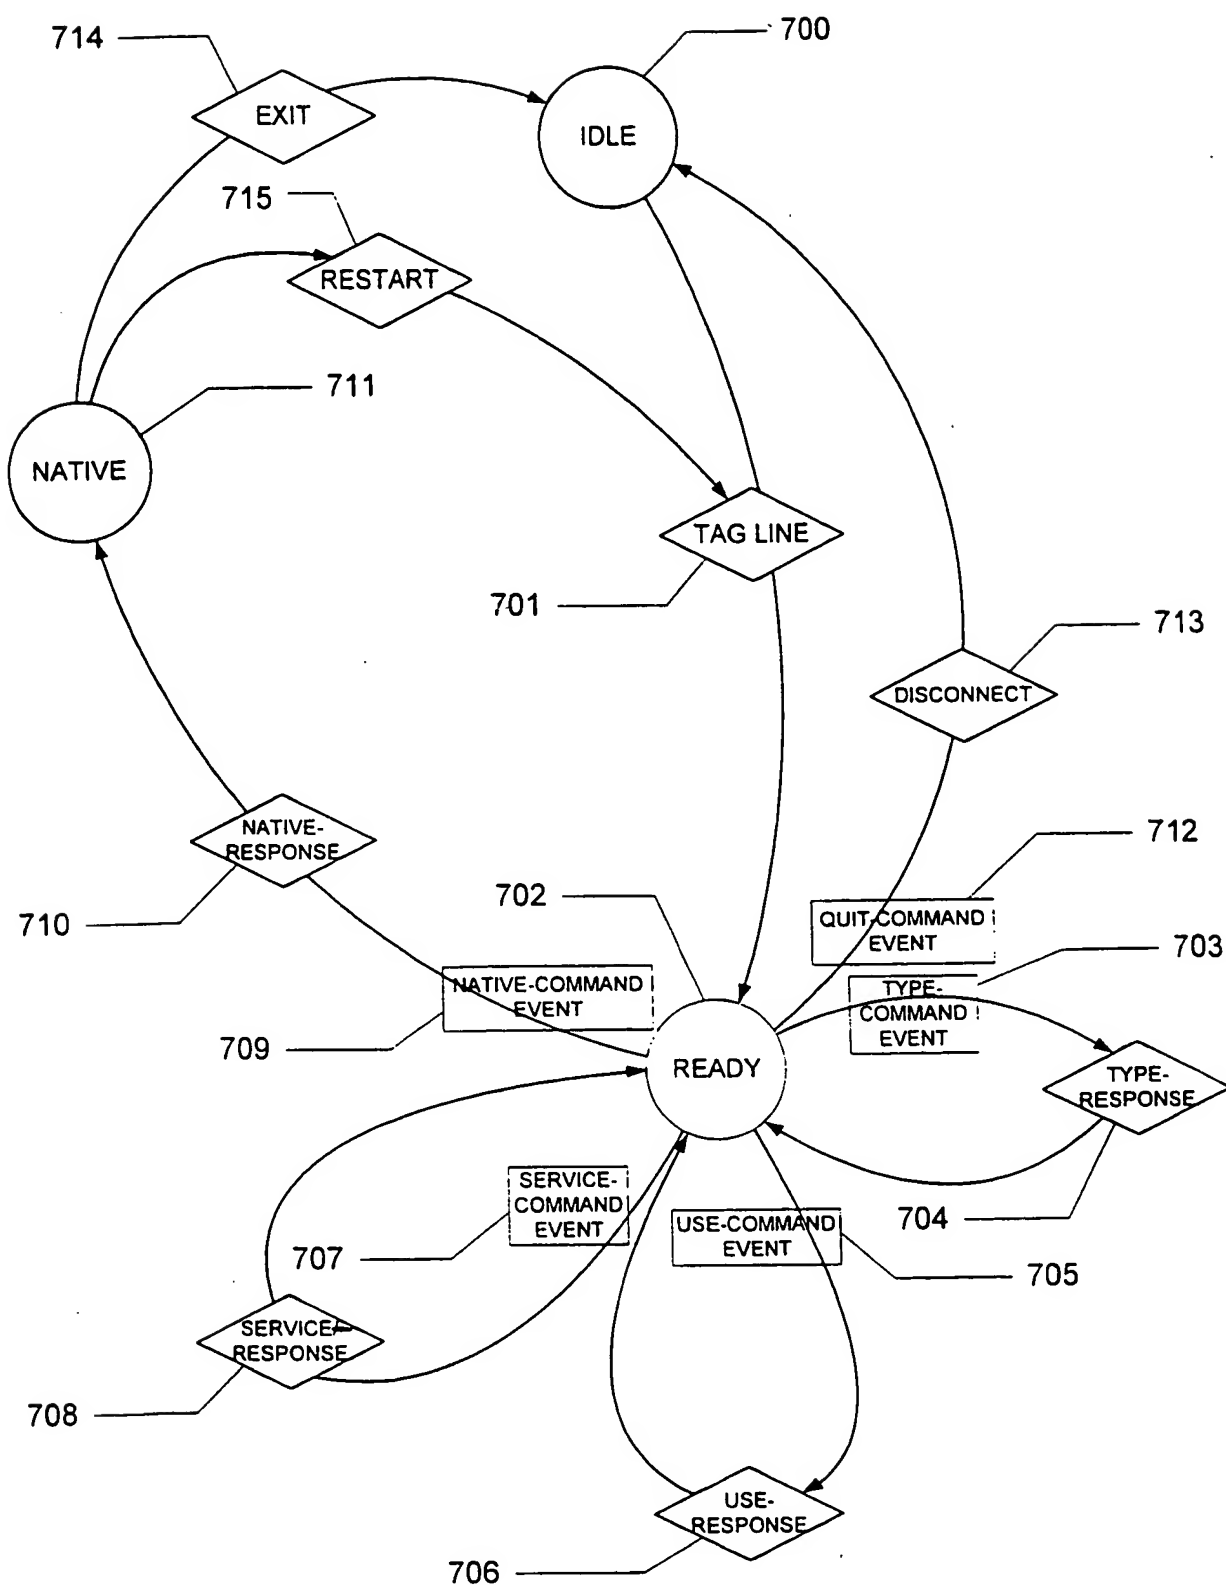 714
700
EXIT
IDLE
715
RESTART
711
NATIVE
TAG LINE
701
713
DISCONNECT
NATIVE-
RESPONSE
712
702
710
QUIT-COMMAND
EVENT
703
NATIVE-COMMAND
EVENT
TYPE-
COMMAND
EVENT
709
READY
TYPE-
RESPONSE
SERVICE-
COMMAND
EVENT
704
USE-COMMAND
EVENT
707
705
SERVICE-
RESPONSE
708
USE-
RESPONSE
706